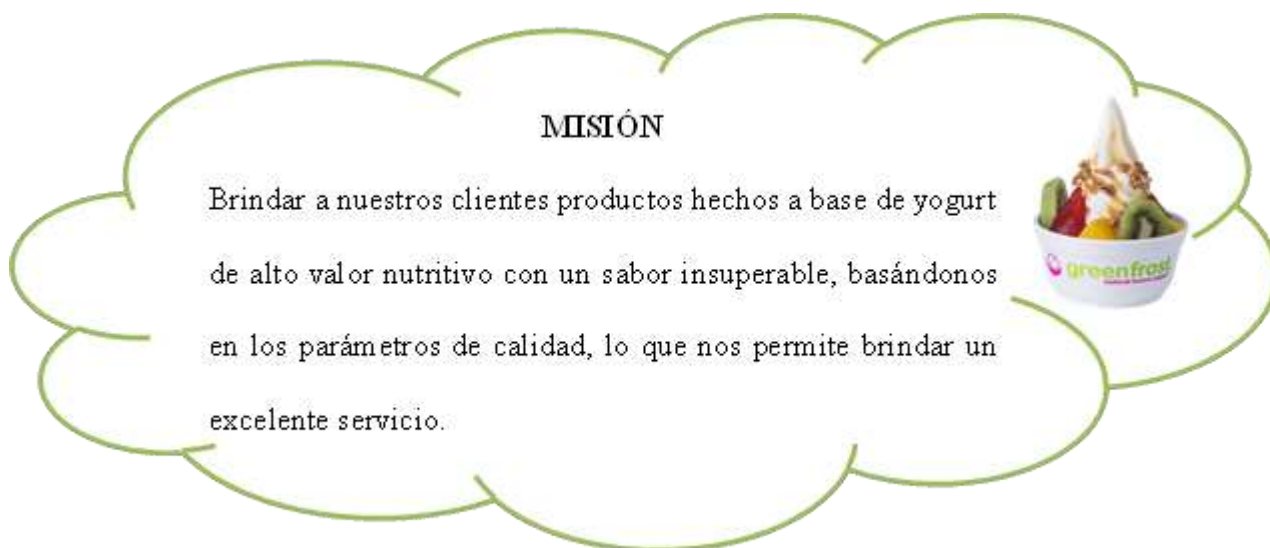 MISIÓN
Brindar a nuestros clientes productos hechos a base de yogurt
de alto valor nutritivo con un sabor insuperable, basándonos
en los parámetros de calidad, lo que nos permite brindar un
excelente servicio.
greenfrost